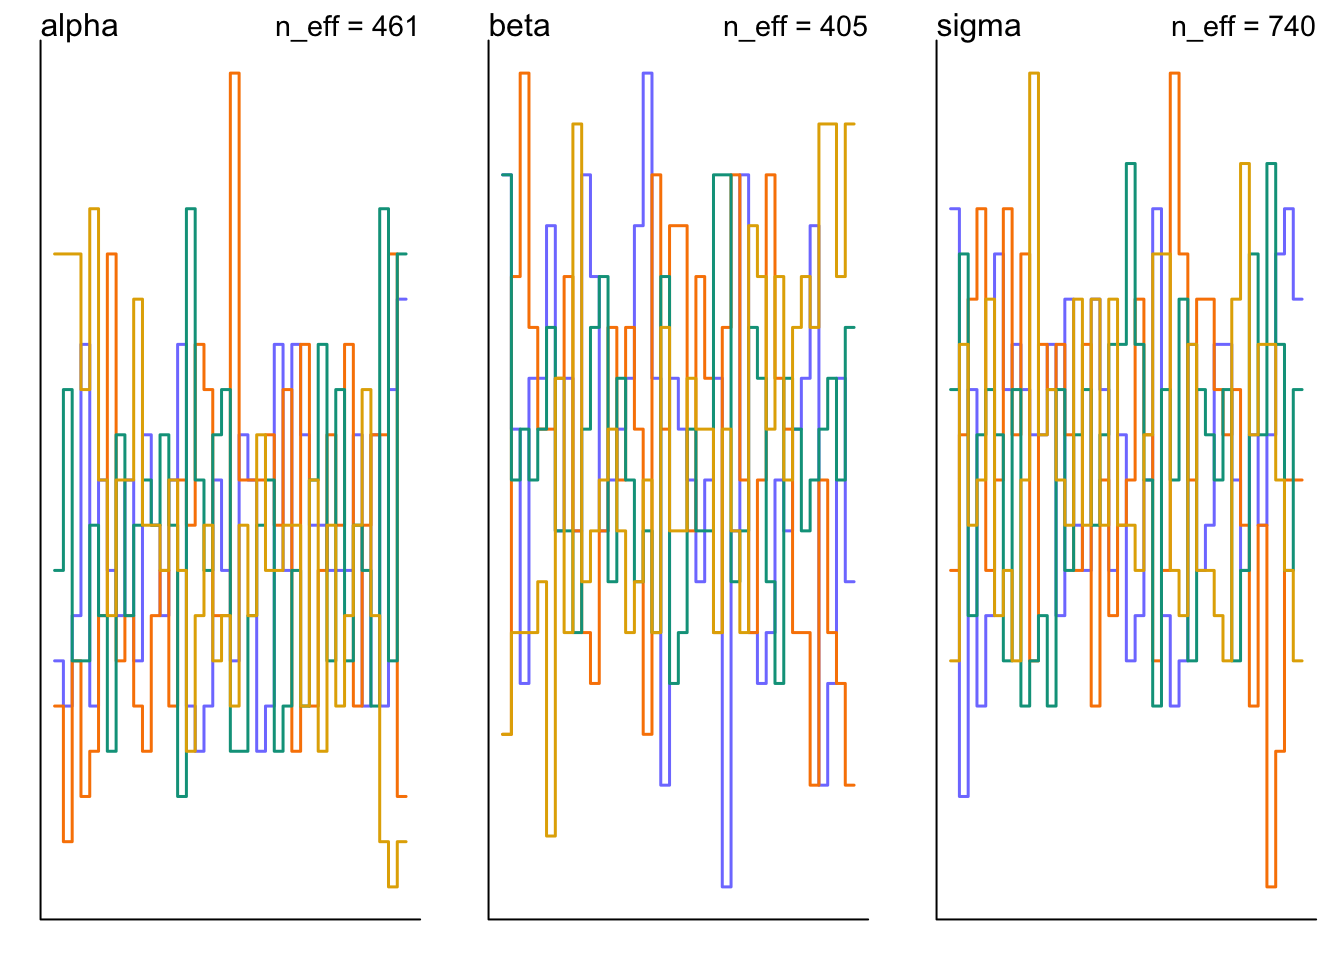 alpha n_eff = 461
beta n_eff = 405
sigma n_eff = 740